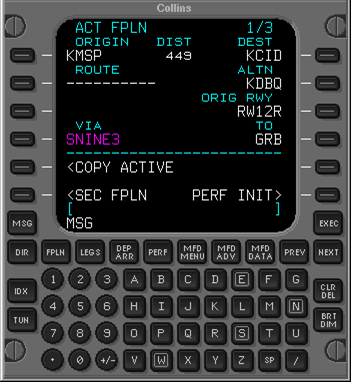 Collins
ACT FPLN 1/3
ORIGIN DIST DEST
KMSP 449 KCID
ROUTE ALTN
---------- KDBQ
ORIG RWY
RW12R
VIA TO
SNINE3 GRB
------------------------
<COPY ACTIVE
<SEC FPLN PERF INIT>
[ ]
MSG
MSG EXEC
DIR FPLN LEGS DEP ARR PERF MFD MENU MFD ADV MFD DATA PREV NEXT
1 2 3 A B C D E F G
IDX 4 5 6 H I J K L M N CLR DEL
TUN 7 8 9 O P Q R S T U BRT DIM
. 0 +/- V W X Y Z SP /